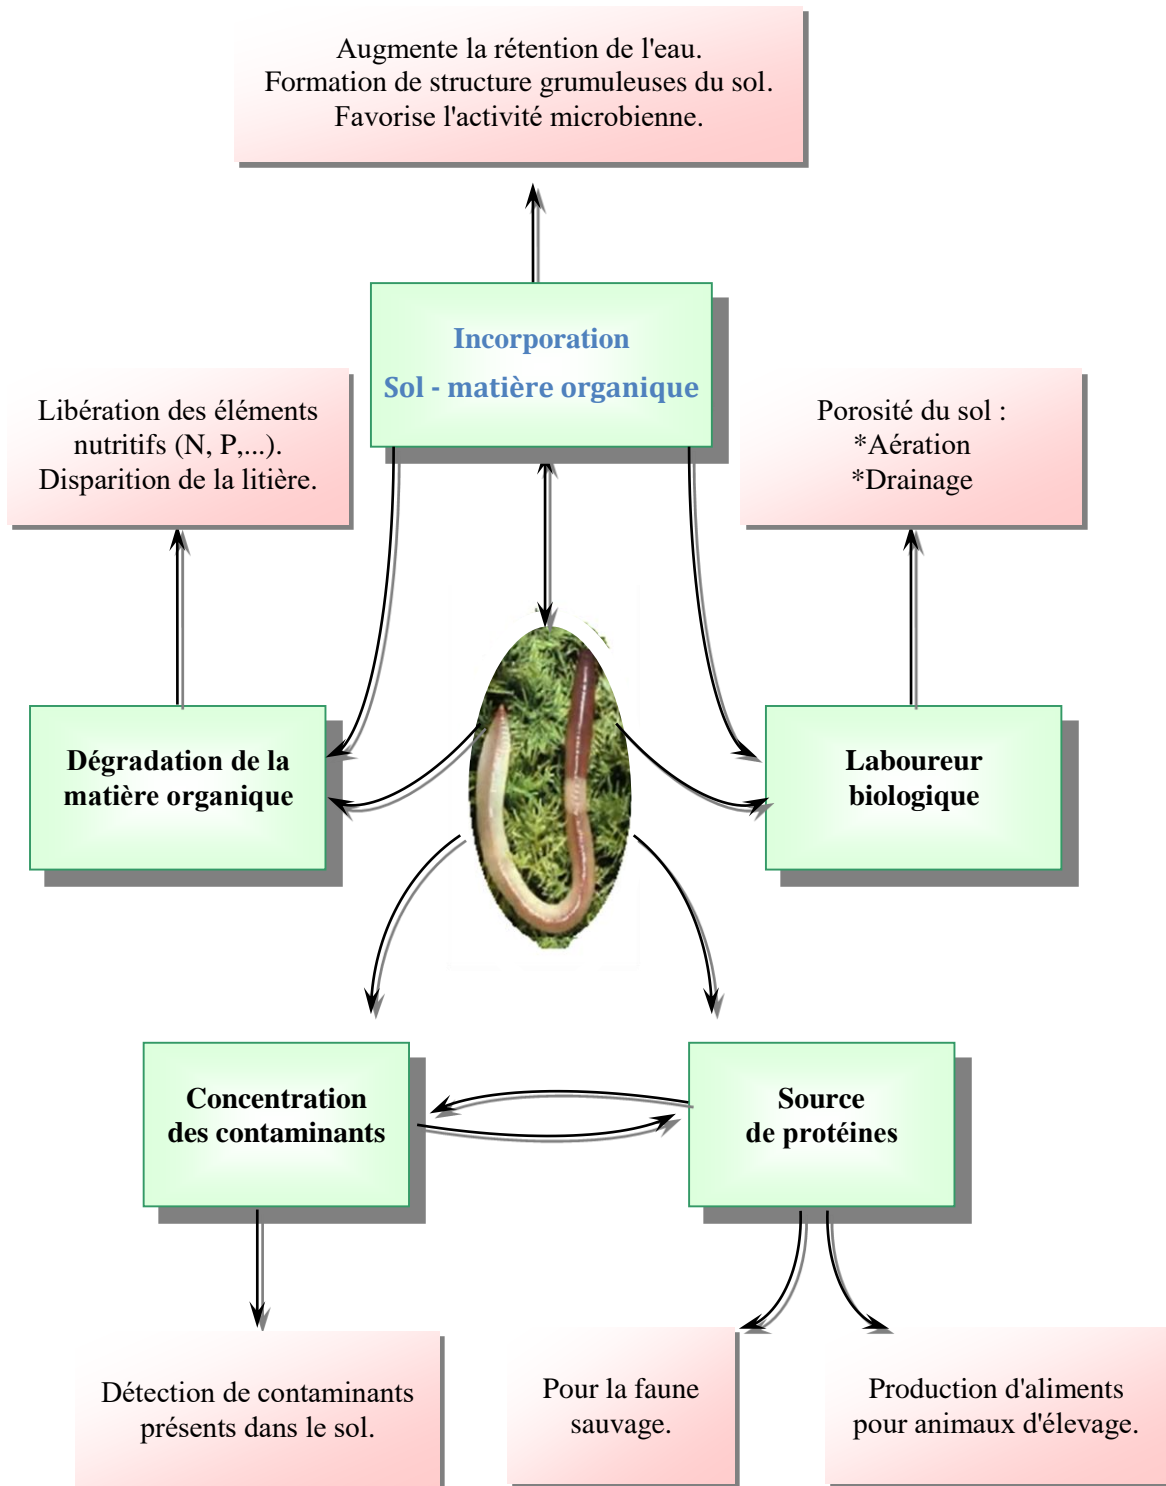 Augmente la rétention de l'eau.
Formation de structure grumuleuses du sol.
Favorise l'activité microbienne.
Incorporation
Sol - matière organique
Libération des éléments
nutritifs (N, P,...).
Disparition de la litière.
Porosité du sol :
*Aération
*Drainage
Dégradation de la
matière organique
Laboureur
biologique
Concentration
des contaminants
Source
de protéines
Détection de contaminants
présents dans le sol.
Pour la faune
sauvage.
Production d'aliments
pour animaux d'élevage.